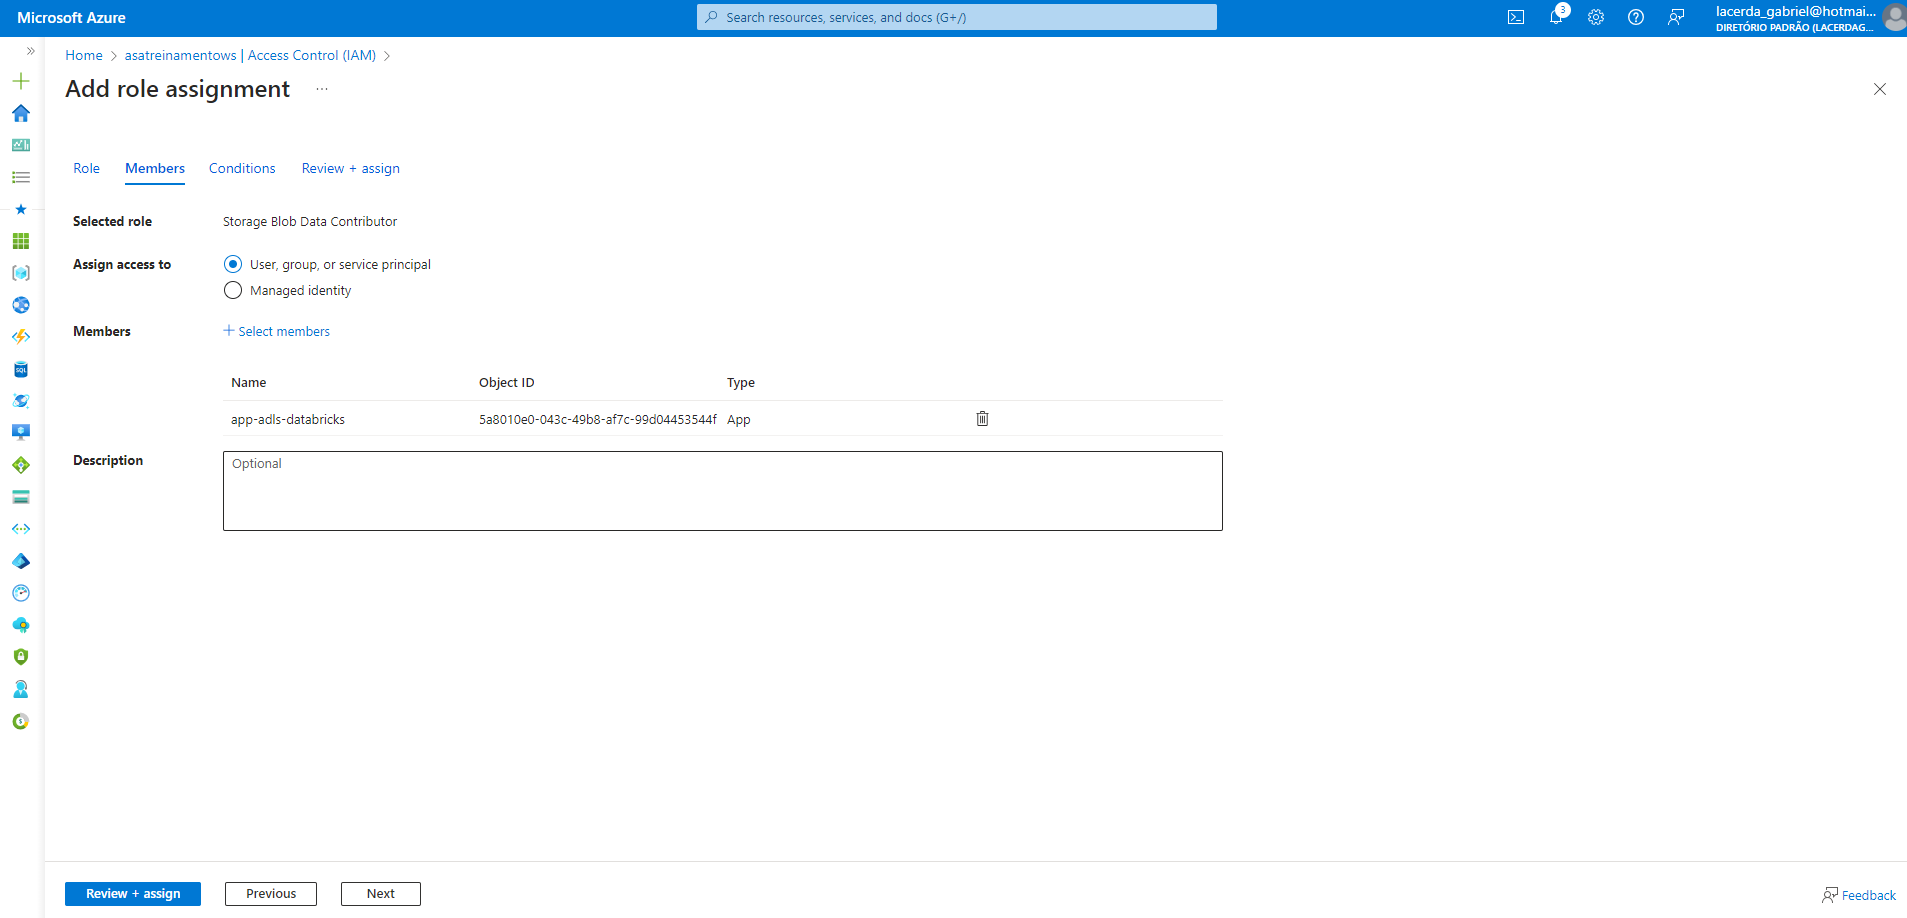 Microsoft Azure
Search resources, services, and docs (G+/)
3
lacerda_gabriel@hotmai...
DIRETÓRIO PADRÃO (LACERDAG...
Home > asatreinamentows | Access Control (IAM) >
Add role assignment ...
Role Members Conditions Review + assign
Selected role Storage Blob Data Contributor
Assign access to User, group, or service principal
Managed identity
Members + Select members
Name Object ID Type
app-adls-databricks 5a8010e0-043c-49b8-af7c-99d04453544f App
Description Optional
Review + assign Previous Next
Feedback